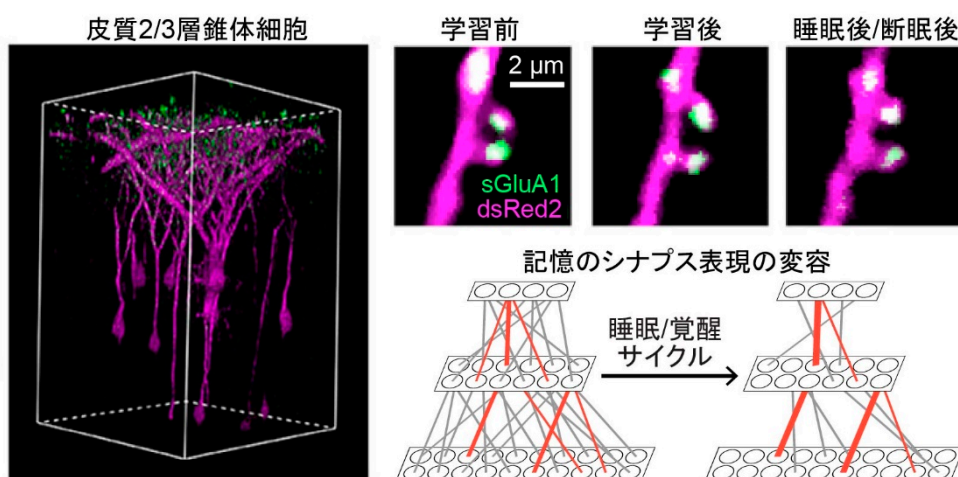 皮質2/3層錐体細胞
学習前
学習後
睡眠後/断眠後
2 μm
sGluA1
dsRed2
記憶のシナプス表現の変容
睡眠/覚醒
サイクル